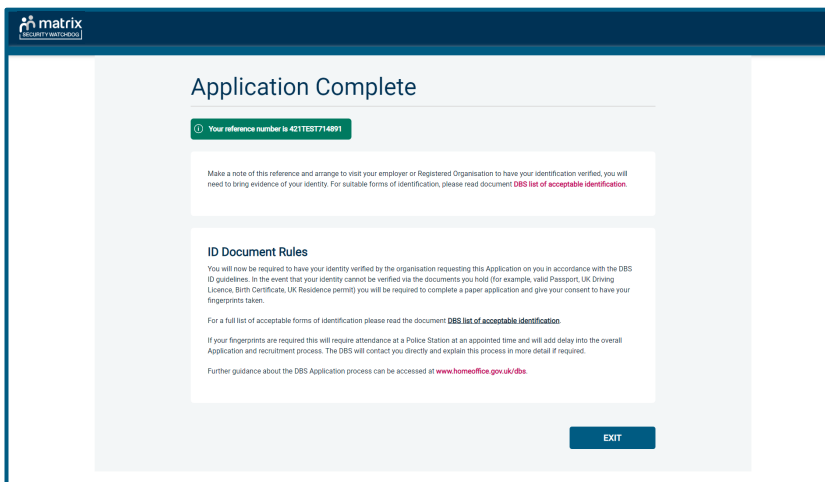 matrix
SECURITY WATCHDOG
Application Complete
Your reference number is 421TEST714891
Make a note of this reference and arrange to visit your employer or Registered Organisation to have your identification verified, you will
need to bring evidence of your identity. For suitable forms of identification, please read document DBS list of acceptable identification.
ID Document Rules
You will now be required to have your identity verified by the organisation requesting this Application on you in accordance with the DBS
ID guidelines. In the event that your identity cannot be verified via the documents you hold (for example, valid Passport, UK Driving
Licence, Birth Certificate, UK Residence permit) you will be required to complete a paper application and give your consent to have your
fingerprints taken.
For a full list of acceptable forms of identification please read the document DBS list of acceptable identification.
If your fingerprints are required this will require attendance at a Police Station at an appointed time and will add delay into the overall
Application and recruitment process. The DBS will contact you directly and explain this process in more detail if required.
Further guidance about the DBS Application process can be accessed at www.homeoffice.gov.uk/dbs.
EXIT